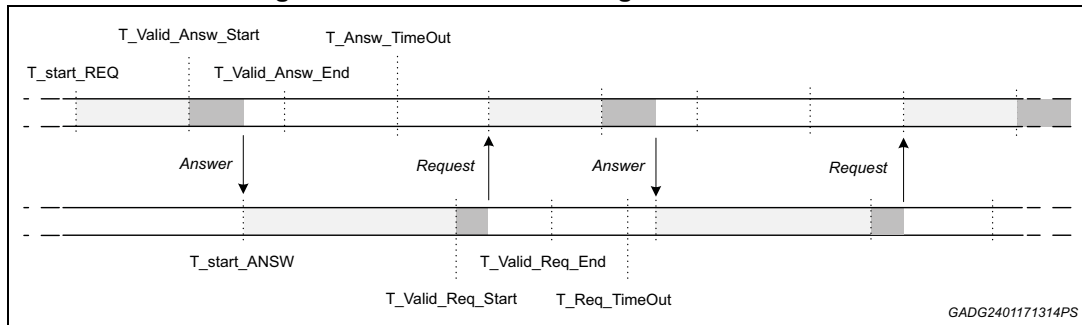 T_Valid_Answ_Start
T_Answ_TimeOut
T_start_REQ
T_Valid_Answ_End
Answer
Request
Answer
Request
T_start_ANSW
T_Valid_Req_End
T_Valid_Req_Start
T_Req_TimeOut
GADG2401171314PS